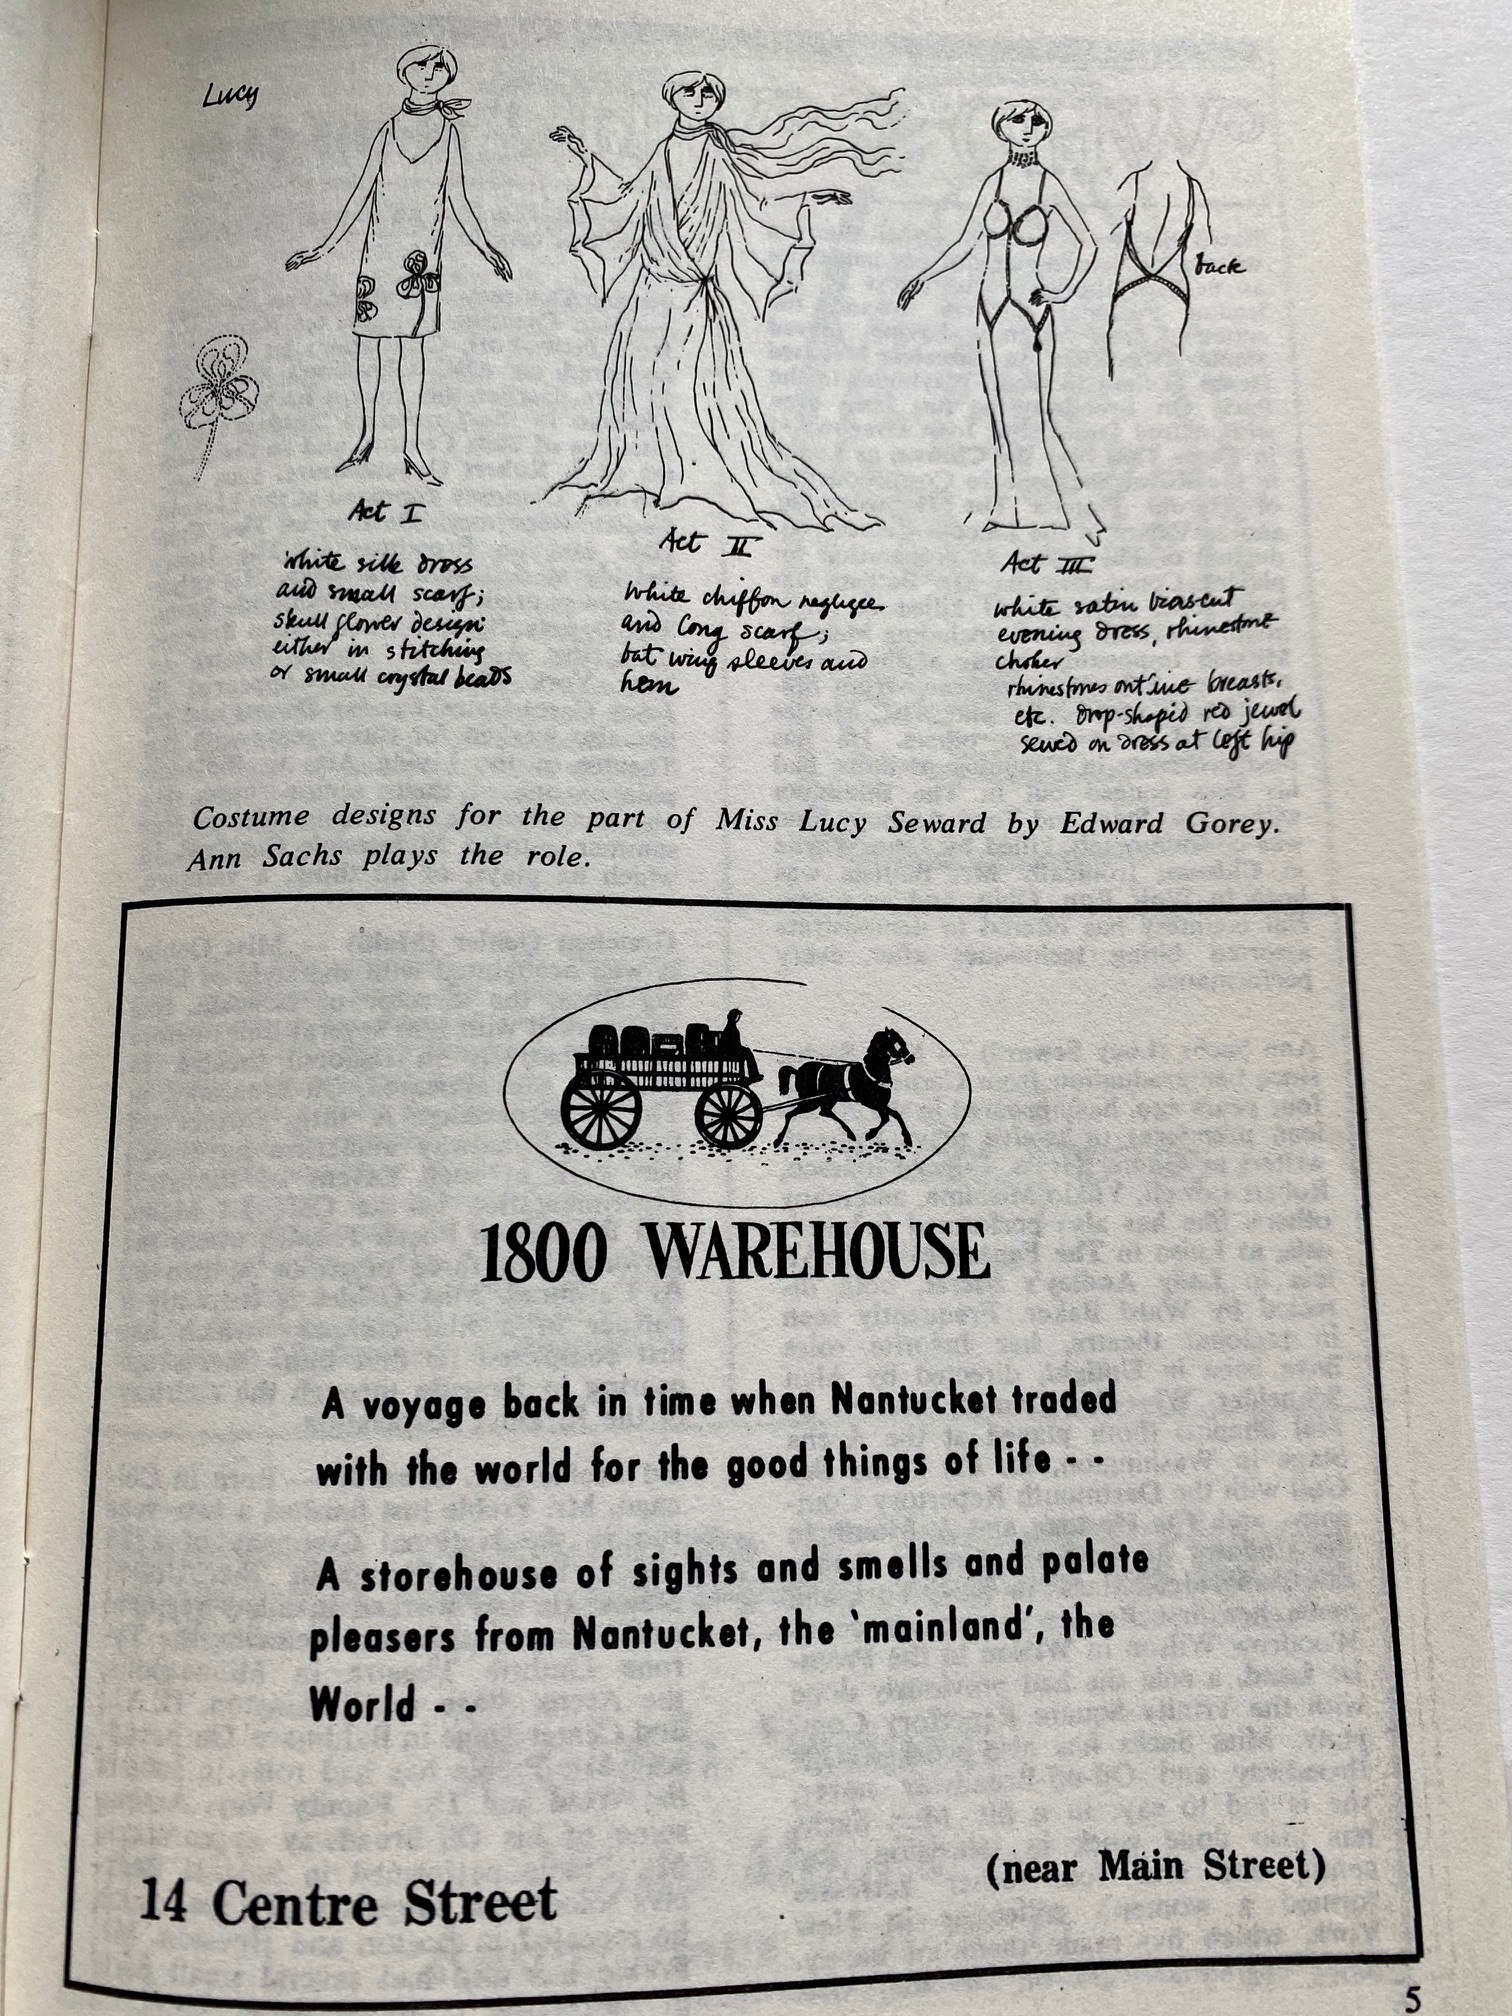 Lucy
back
Act I
white silk dress
and small scarf;
skull flower design
either in stitching
or small crystal beads
Act II
white chiffon negligee
and long scarf;
bat wing sleeves and
hem
Act III
white satin biascut
evening dress, rhinestone
choker
rhinestones outline breasts,
etc. drop-shaped red jewel
sewed on dress at left hip
Costume designs for the part of Miss Lucy Seward by Edward Gorey.
Ann Sachs plays the role.
1800 WAREHOUSE
A voyage back in time when Nantucket traded
with the world for the good things of life - -
A storehouse of sights and smells and palate
pleasers from Nantucket, the 'mainland', the
World - -
(near Main Street)
14 Centre Street
5